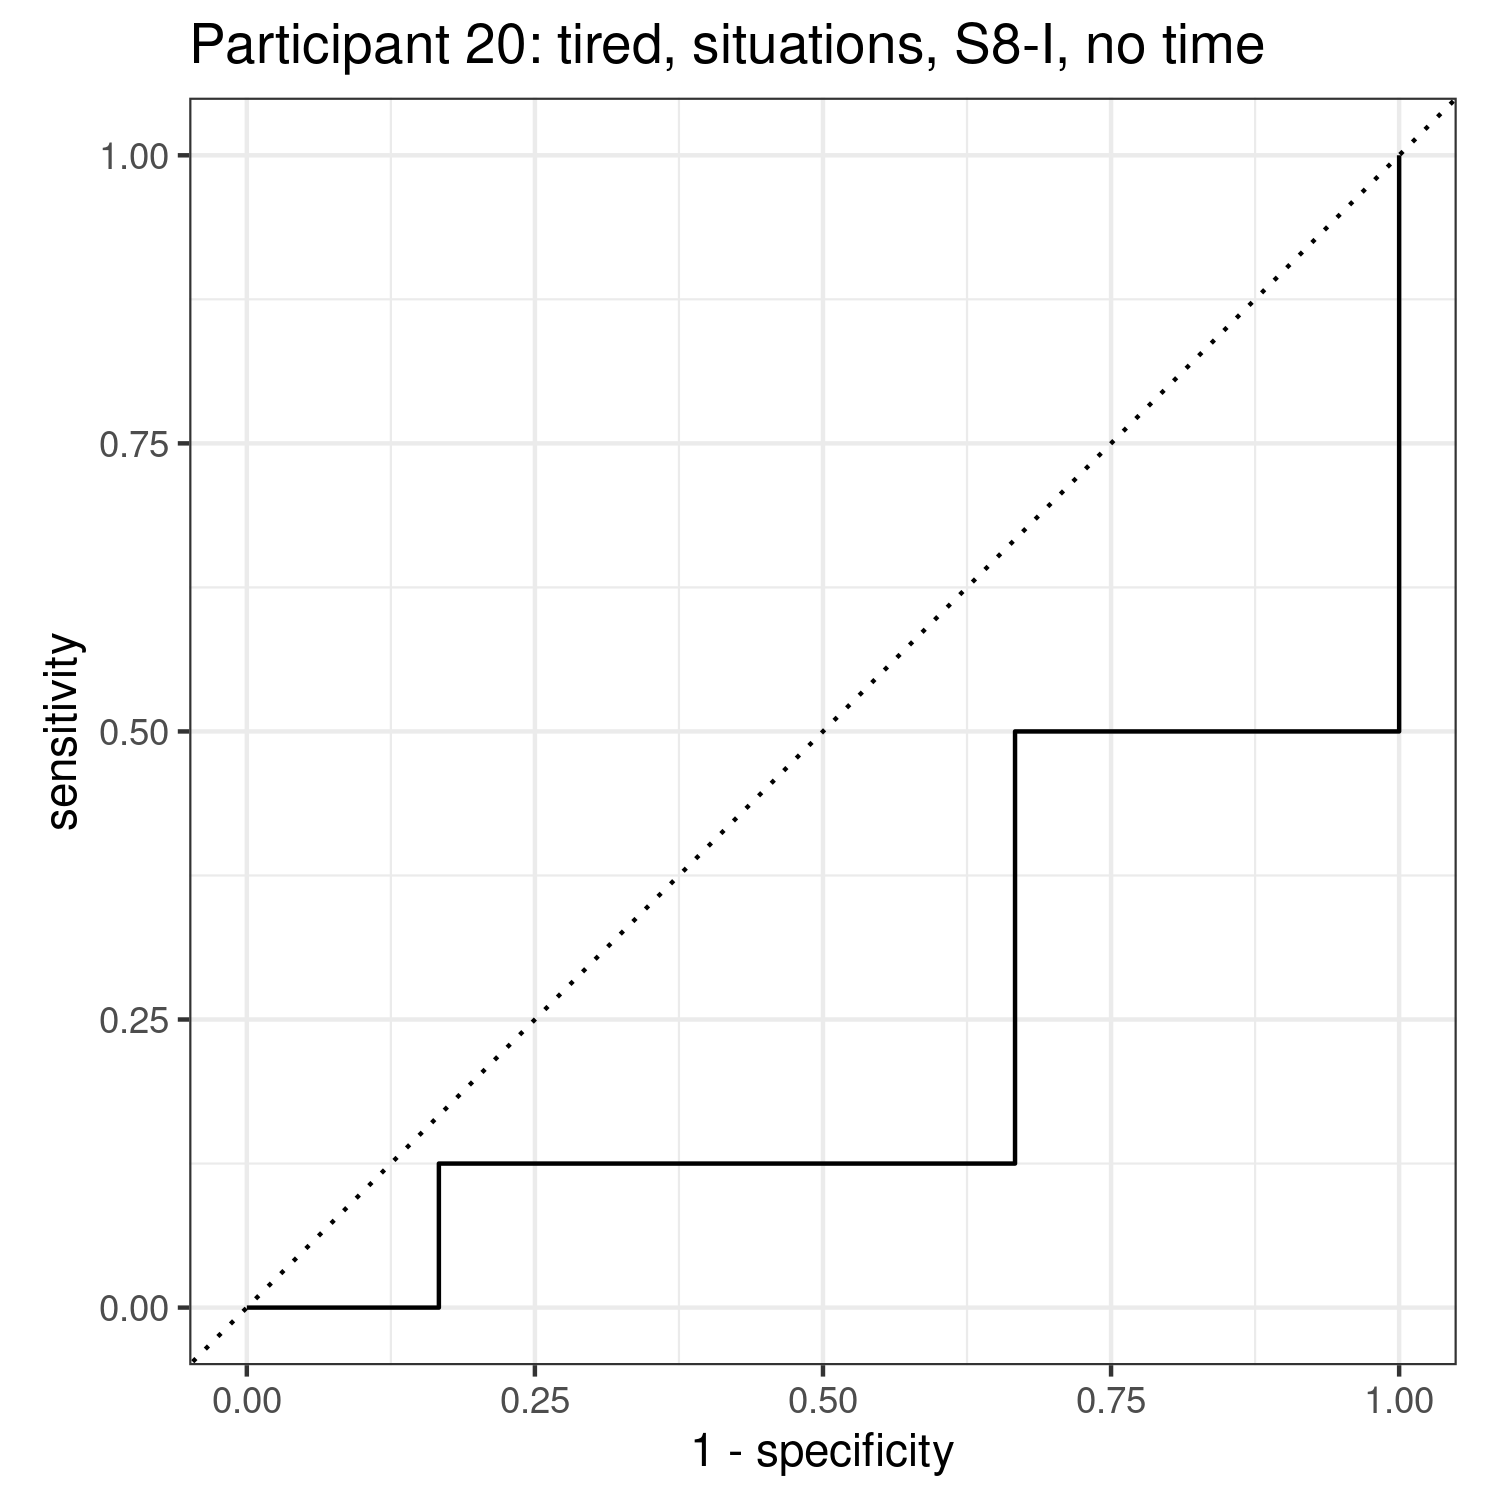 Participant 20: tired, situations, S8-I, no time
1.00
0.75
0.50
0.25
0.00
sensitivity
0.00 0.25 0.50 0.75 1.00
1 - specificity